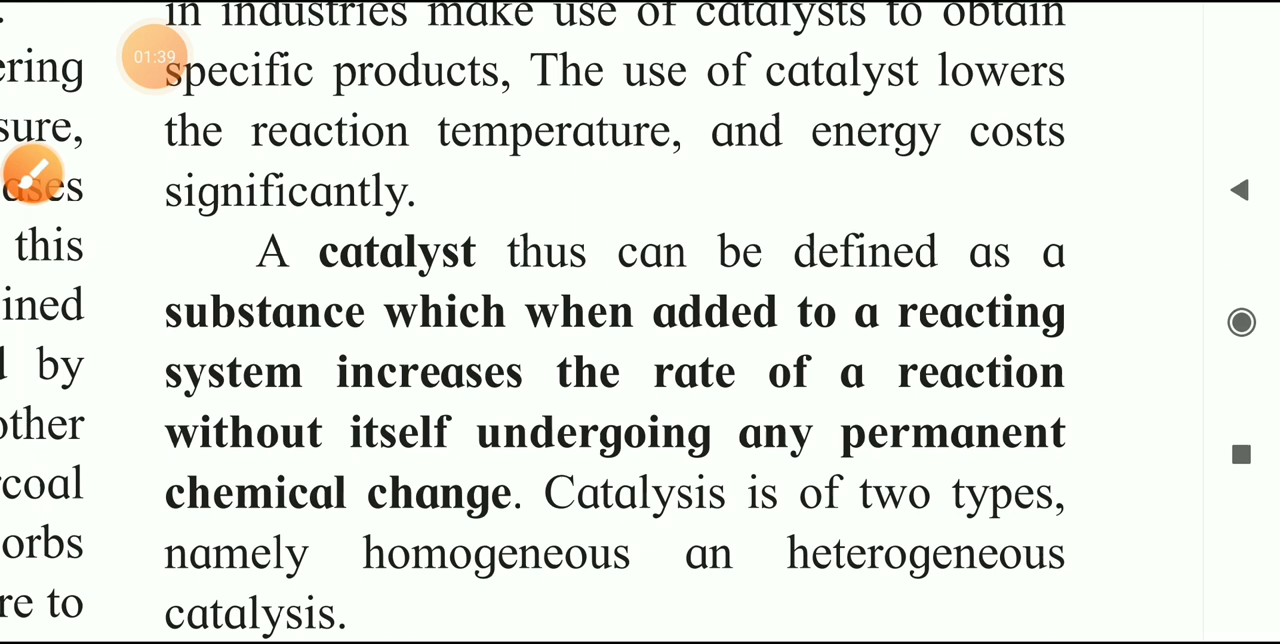 ering
sure,
ases
this
ined
by
other
rcoal
orbs
re to
01:39
in industries make use of catalysts to obtain
specific products, The use of catalyst lowers
the reaction temperature, and energy costs
significantly.
A catalyst thus can be defined as a
substance which when added to a reacting
system increases the rate of a reaction
without itself undergoing any permanent
chemical change. Catalysis is of two types,
namely homogeneous an heterogeneous
catalysis.